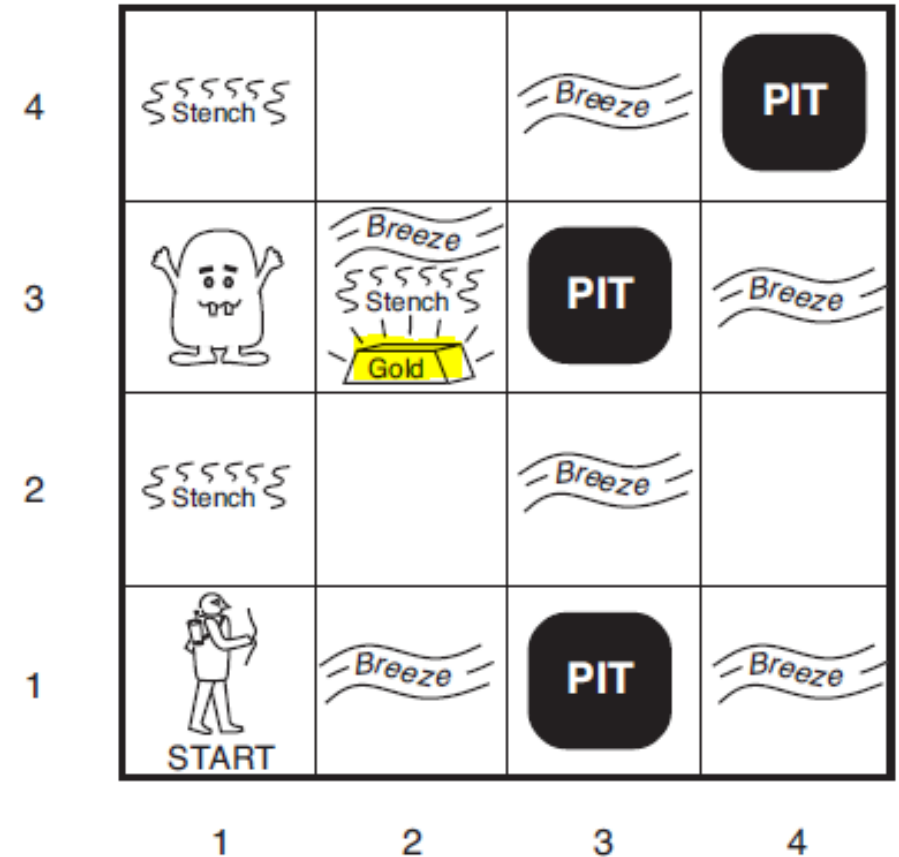 4 Stench Breeze PIT
Breeze
3 Stench PIT Breeze
Gold
2 Stench Breeze
1 Breeze PIT Breeze
START
1 2 3 4